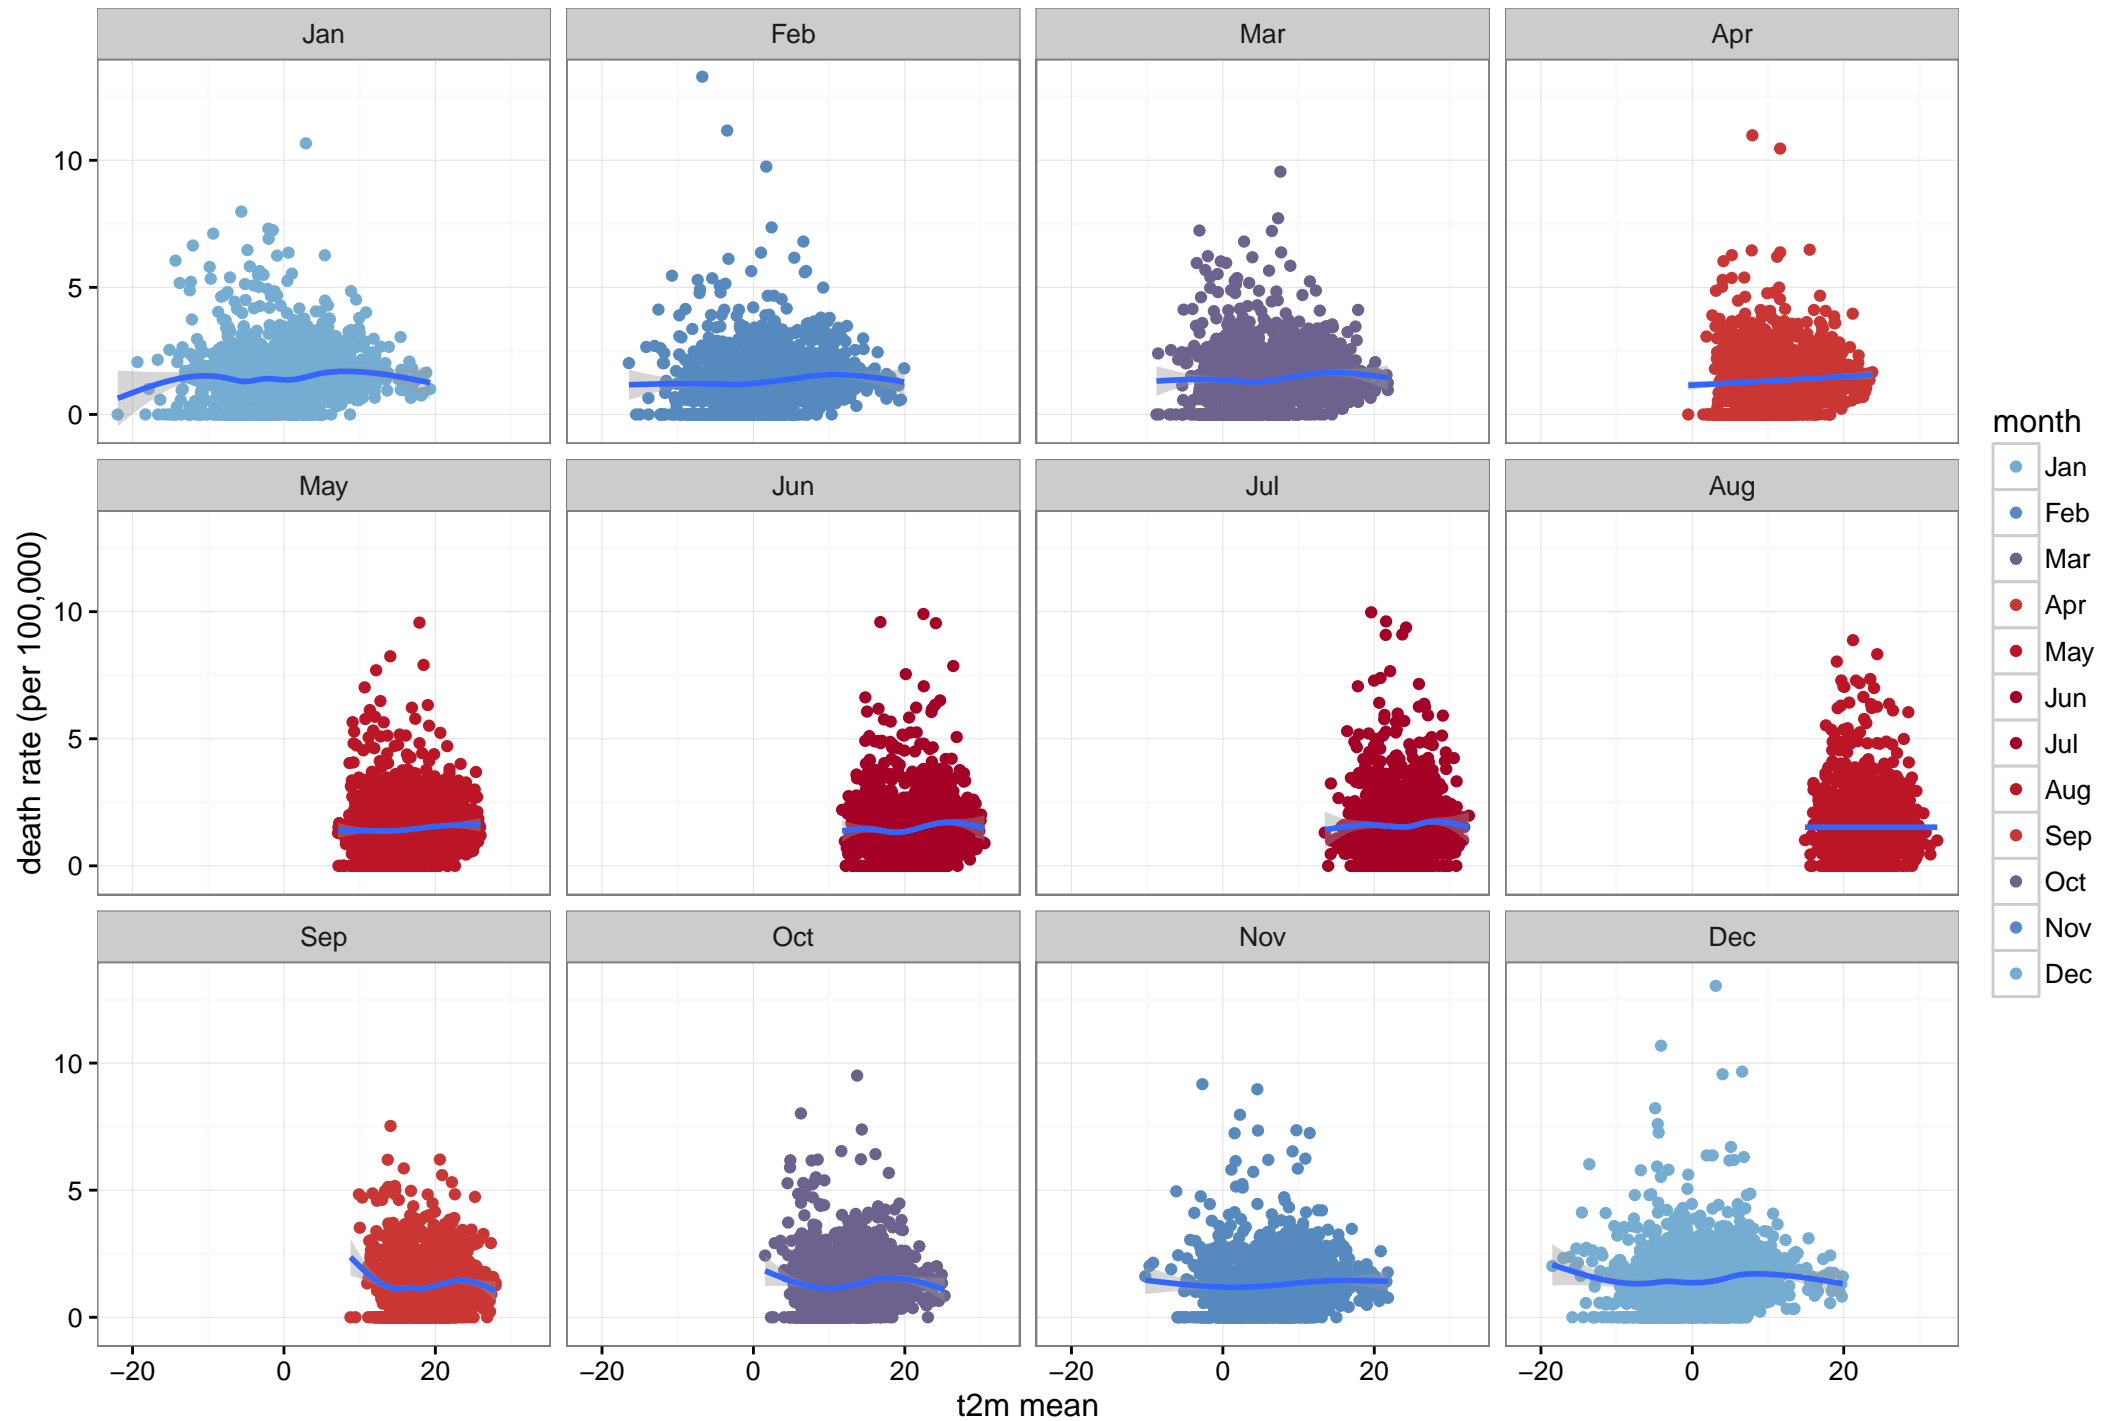 Jan Feb Mar Apr
10
5
0
May Jun Jul Aug
10
5
0
Sep Oct Nov Dec
10
5
0
−20 0 20 −20 0 20 −20 0 20 −20 0 20
t2m mean
death rate (per 100,000)
month
Jan
Feb
Mar
Apr
May
Jun
Jul
Aug
Sep
Oct
Nov
Dec